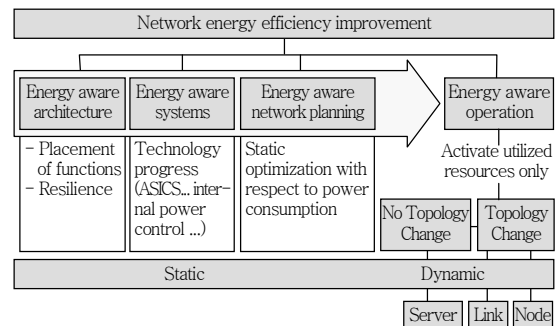 Network energy efficiency improvement
Energy aware
architecture
Energy aware
systems
Energy aware
network planning
Energy aware
operation
- Placement
of functions
- Resilience
Technology
progress
(ASICS... inter-
nal power
control ...)
Static
optimization with
respect to power
consumption
Activate utilized
resources only
No Topology
Change
Topology
Change
Static
Dynamic
Server
Link
Node